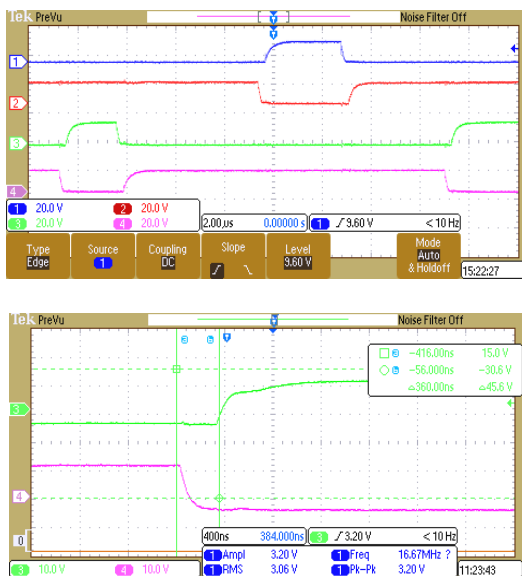 Tek PreVu Noise Filter Off
1
2
3
4
1 20.0 V 2 20.0 V
3 20.0 V 4 20.0 V
2.00µs 0.00000 s 1 9.60 V < 10 Hz
Type Edge
Source 1
Coupling DC
Slope
Level 9.60 V
Mode Auto & Holdoff
15:22:27
Tek PreVu Noise Filter Off
3 -416.00ns 15.0 V
3 -56.000ns -30.6 V
△360.00ns △45.6 V
3
4
0
400ns 384.000ns 3 3.20 V < 10 Hz
1 Ampl 3.20 V 1 Freq 16.67MHz ?
3 10.0 V 4 10.0 V 1 RMS 3.06 V 1 Pk-Pk 3.20 V 11:23:43